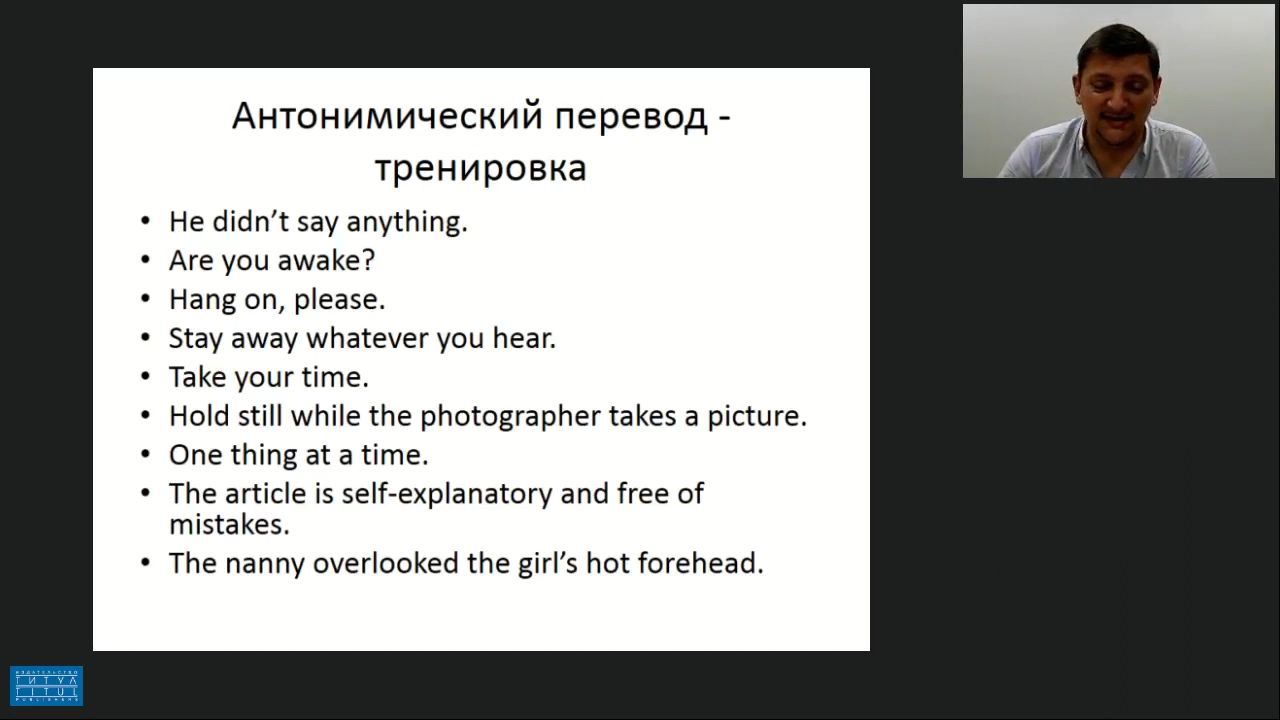 Антонимический перевод -
тренировка
• He didn’t say anything.
• Are you awake?
• Hang on, please.
• Stay away whatever you hear.
• Take your time.
• Hold still while the photographer takes a picture.
• One thing at a time.
• The article is self-explanatory and free of
mistakes.
• The nanny overlooked the girl’s hot forehead.
ИЗДАТЕЛЬСТВО
ТИТУЛ
TITUL
PUBLISHERS